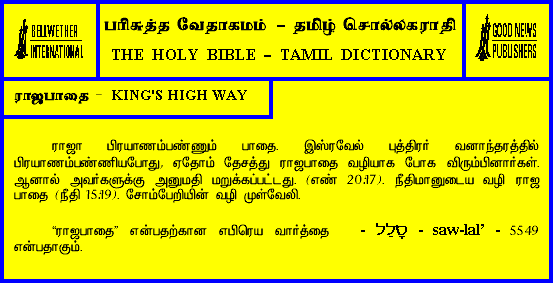 BELLWETHER
INTERNATIONAL
பரிசுத்த வேதாகமம் – தமிழ் சொல்லகராதி
THE HOLY BIBLE – TAMIL DICTIONARY
GOOD NEWS
PUBLISHERS
ராஜபாதை - KING'S HIGH WAY
ராஜா பிரயாணம்பண்ணும் பாதை. இஸ்ரவேல் புத்திரர் வனாந்தரத்தில்
பிரயாணம்பண்ணியபோது, ஏதோம் தேசத்து ராஜபாதை வழியாக போக விரும்பினார்கள்.
ஆனால் அவர்களுக்கு அனுமதி மறுக்கப்பட்டது. (எண் 20:17). நீதிமானுடைய வழி ராஜ
பாதை (நீதி 15:19). சோம்பேறியின் வழி முள்வேலி.
“ராஜபாதை” என்பதற்கான எபிரெய வார்த்தை - סָלַל - saw-lal’ - 5549
என்பதாகும்.